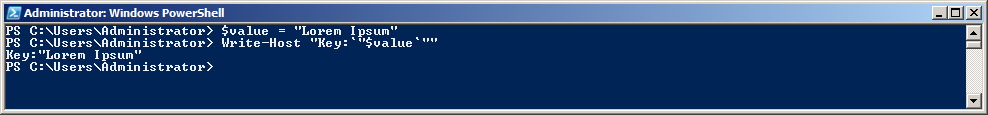 Administrator: Windows PowerShell
PS C:\Users\Administrator> $value = "Lorem Ipsum"
PS C:\Users\Administrator> Write-Host "Key:`"$value`""
Key:"Lorem Ipsum"
PS C:\Users\Administrator>